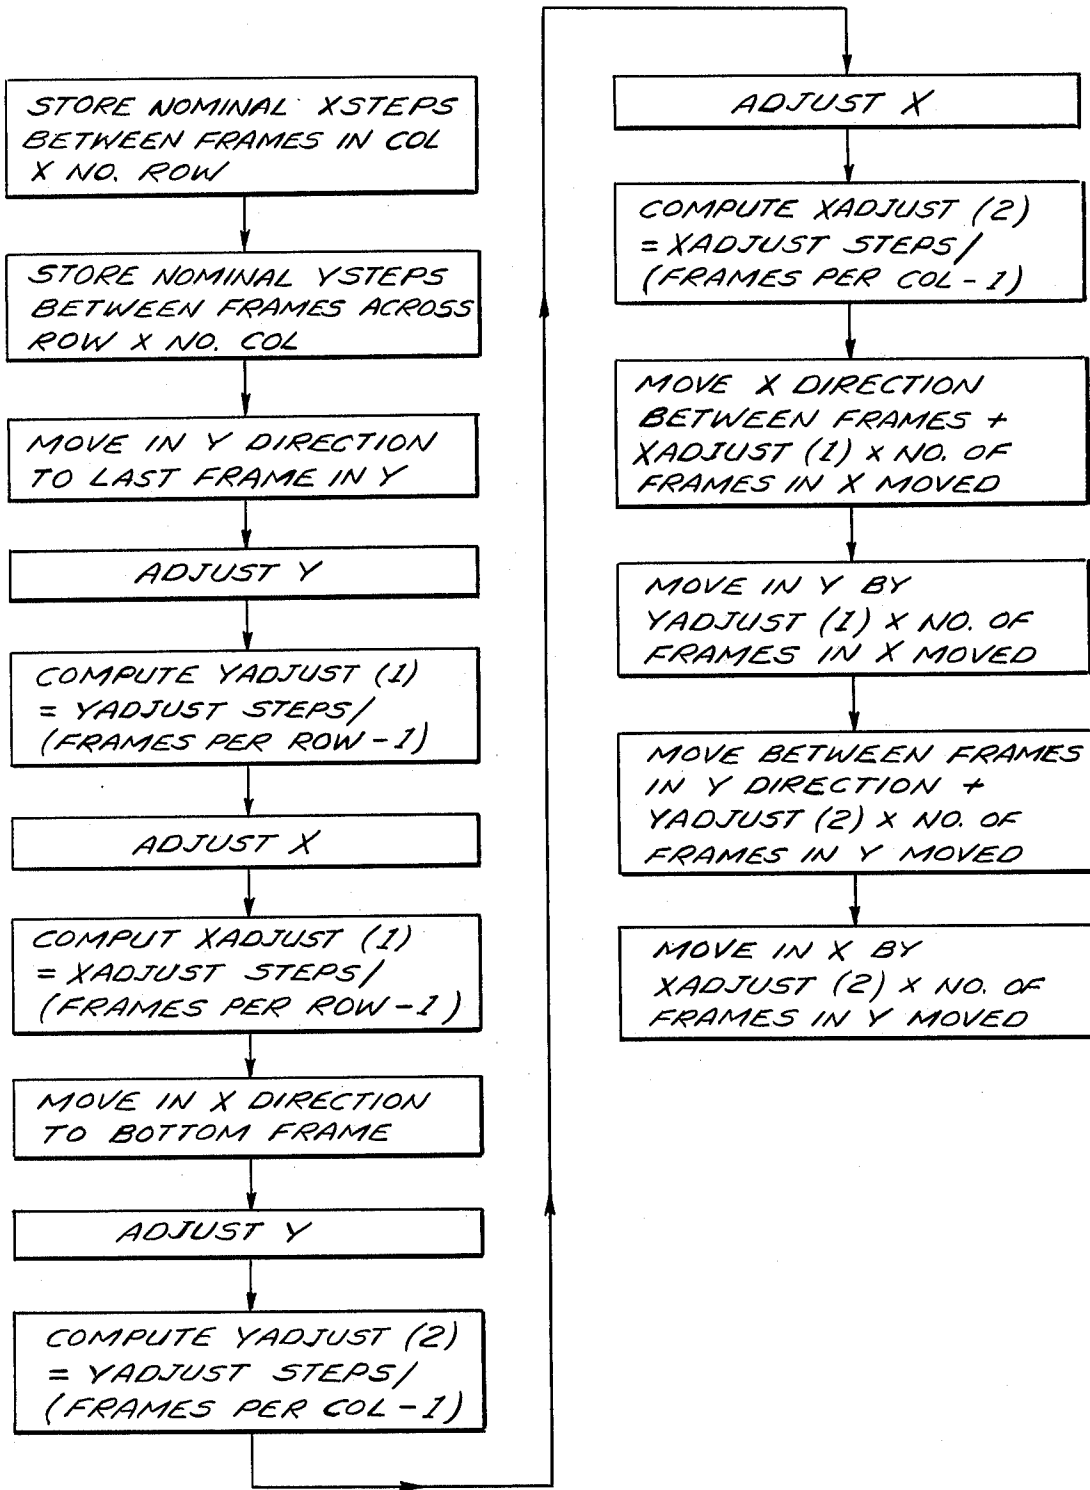 STORE NOMINAL XSTEPS
BETWEEN FRAMES IN COL
X NO. ROW
STORE NOMINAL YSTEPS
BETWEEN FRAMES ACROSS
ROW X NO. COL
MOVE IN Y DIRECTION
TO LAST FRAME IN Y
ADJUST Y
COMPUTE YADJUST (1)
= YADJUST STEPS/
(FRAMES PER ROW-1)
ADJUST X
COMPUT XADJUST (1)
= XADJUST STEPS/
(FRAMES PER ROW-1)
MOVE IN X DIRECTION
TO BOTTOM FRAME
ADJUST Y
COMPUTE YADJUST (2)
= YADJUST STEPS/
(FRAMES PER COL-1)
ADJUST X
COMPUTE XADJUST (2)
= XADJUST STEPS/
(FRAMES PER COL-1)
MOVE X DIRECTION
BETWEEN FRAMES +
XADJUST (1) X NO. OF
FRAMES IN X MOVED
MOVE IN Y BY
YADJUST (1) X NO. OF
FRAMES IN X MOVED
MOVE BETWEEN FRAMES
IN Y DIRECTION +
YADJUST (2) X NO. OF
FRAMES IN Y MOVED
MOVE IN X BY
XADJUST (2) X NO. OF
FRAMES IN Y MOVED